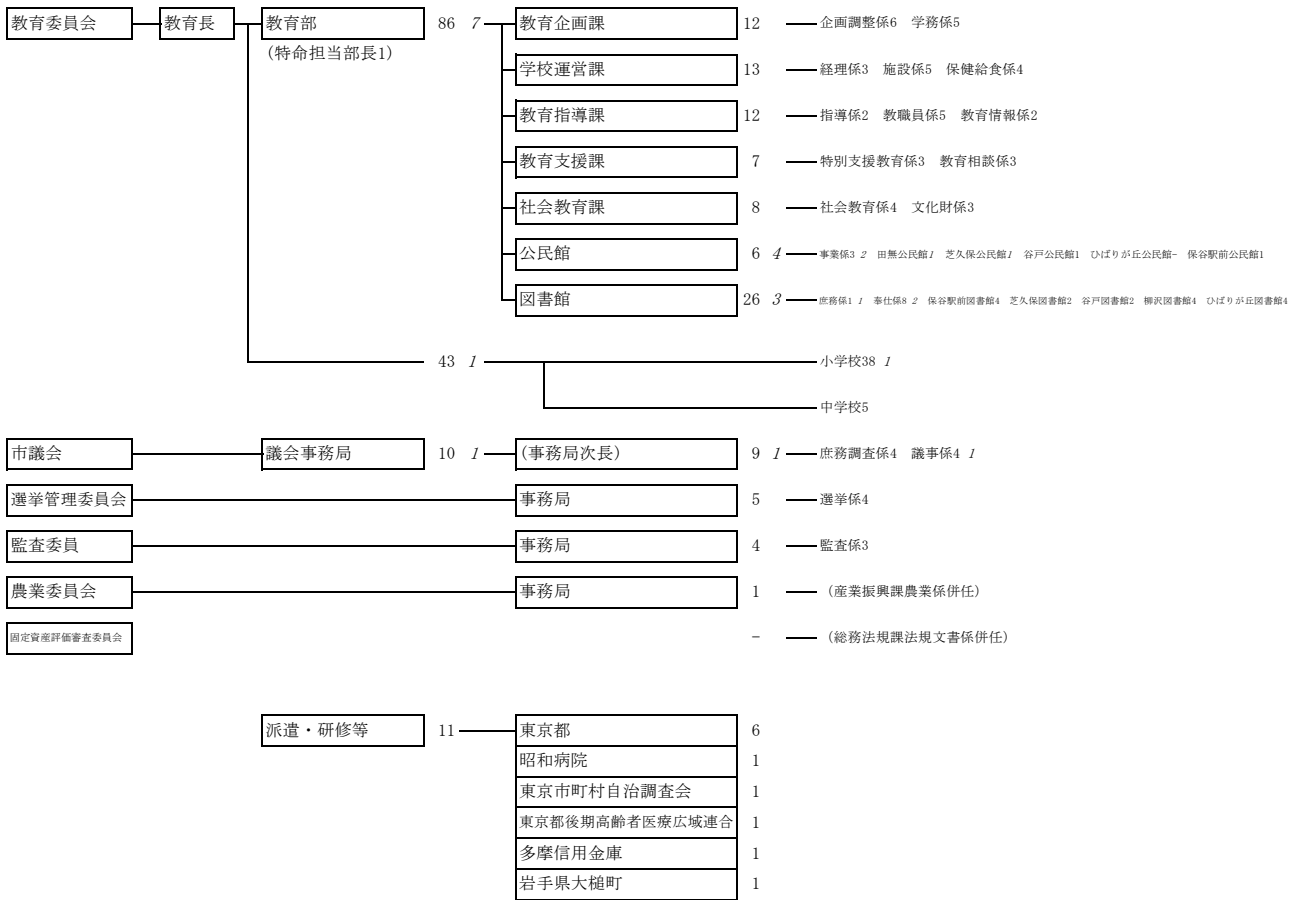 教育委員会 教育長 教育部 86 7 教育企画課 12 企画調整係6 学務係5
(特命担当部長1)
学校運営課 13 経理係3 施設係5 保健給食係4
教育指導課 12 指導係2 教職員係5 教育情報係2
教育支援課 7 特別支援教育係3 教育相談係3
社会教育課 8 社会教育係4 文化財係3
公民館 6 4 事業係3 2 田無公民館1 芝久保公民館1 谷戸公民館1 ひばりが丘公民館- 保谷駅前公民館1
図書館 26 3 庶務係1 1 奉仕係8 2 保谷駅前図書館4 芝久保図書館2 谷戸図書館2 柳沢図書館4 ひばりが丘図書館4
43 1 小学校38 1
中学校5
市議会 議会事務局 10 1 (事務局次長) 9 1 庶務調査係4 議事係4 1
選挙管理委員会 事務局 5 選挙係4
監査委員 事務局 4 監査係3
農業委員会 事務局 1 (産業振興課農業係併任)
固定資産評価審査委員会 - (総務法規課法規文書係併任)
派遣・研修等 11 東京都 6
昭和病院 1
東京市町村自治調査会 1
東京都後期高齢者医療広域連合 1
多摩信用金庫 1
岩手県大槌町 1